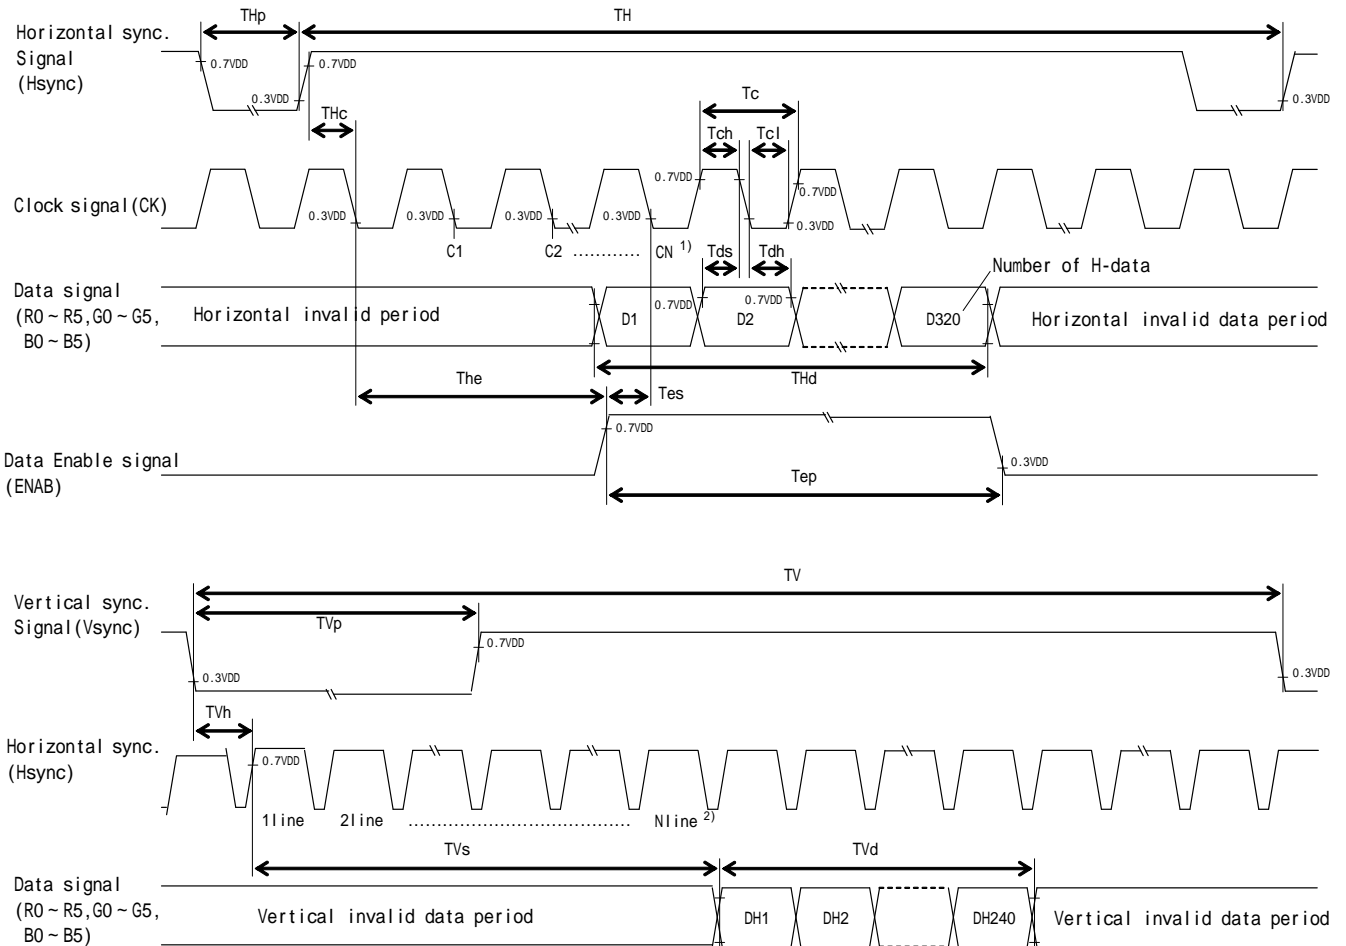 THp
TH
Horizontal sync.
Signal
(Hsync)
0.7VDD
0.7VDD
0.3VDD
0.3VDD
THc
Tc
Tch
Tcl
Clock signal(CK)
0.7VDD
0.7VDD
0.3VDD
0.3VDD
0.3VDD
0.3VDD
0.3VDD
C1
C2
............
CN 1)
Tds
Tdh
Number of H-data
Data signal
(R0~R5,G0~G5,
B0~B5)
Horizontal invalid period
0.7VDD
0.7VDD
D1
D2
D320
Horizontal invalid data period
The
Tes
THd
0.7VDD
Data Enable signal
(ENAB)
0.3VDD
Tep
TV
Vertical sync.
Signal(Vsync)
TVp
0.7VDD
0.3VDD
0.3VDD
TVh
Horizontal sync.
(Hsync)
0.7VDD
1line
2line
.....................................
Nline 2)
TVs
TVd
Data signal
(R0~R5,G0~G5,
B0~B5)
Vertical invalid data period
DH1
DH2
DH240
Vertical invalid data period